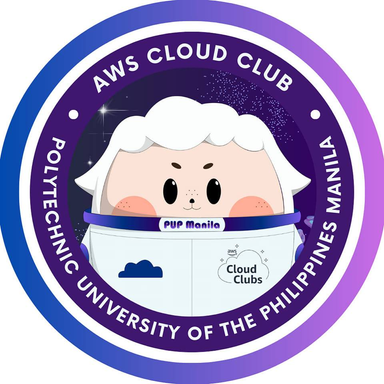 AWS CLOUD CLUB
PUP Manila
aws
Cloud
Clubs
POLYTECHNIC UNIVERSITY OF THE PHILIPPINES MANILA